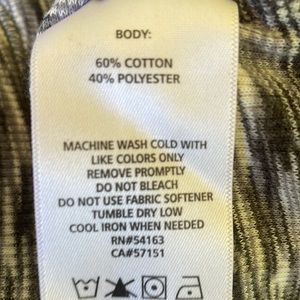 BODY:
60% COTTON
40% POLYESTER
MACHINE WASH COLD WITH
LIKE COLORS ONLY
REMOVE PROMPTLY
DO NOT BLEACH
DO NOT USE FABRIC SOFTENER
TUMBLE DRY LOW
COOL IRON WHEN NEEDED
RN#54163
CA#57151